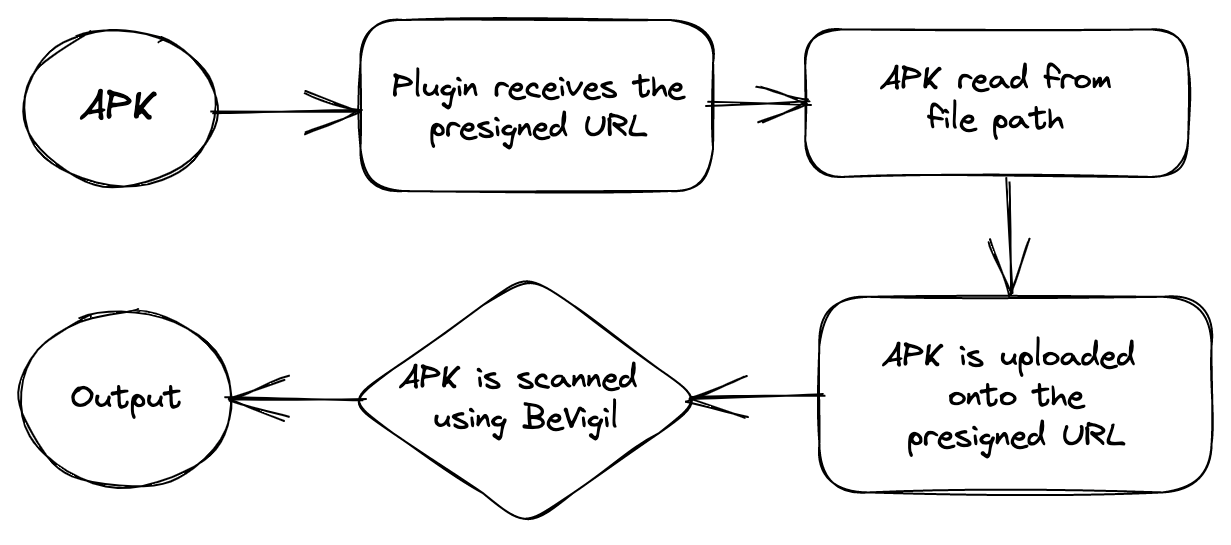 APK
Plugin receives the
presigned URL
APK read from
file path
APK is uploaded
onto the
presigned URL
APK is scanned
using BeVigil
Output